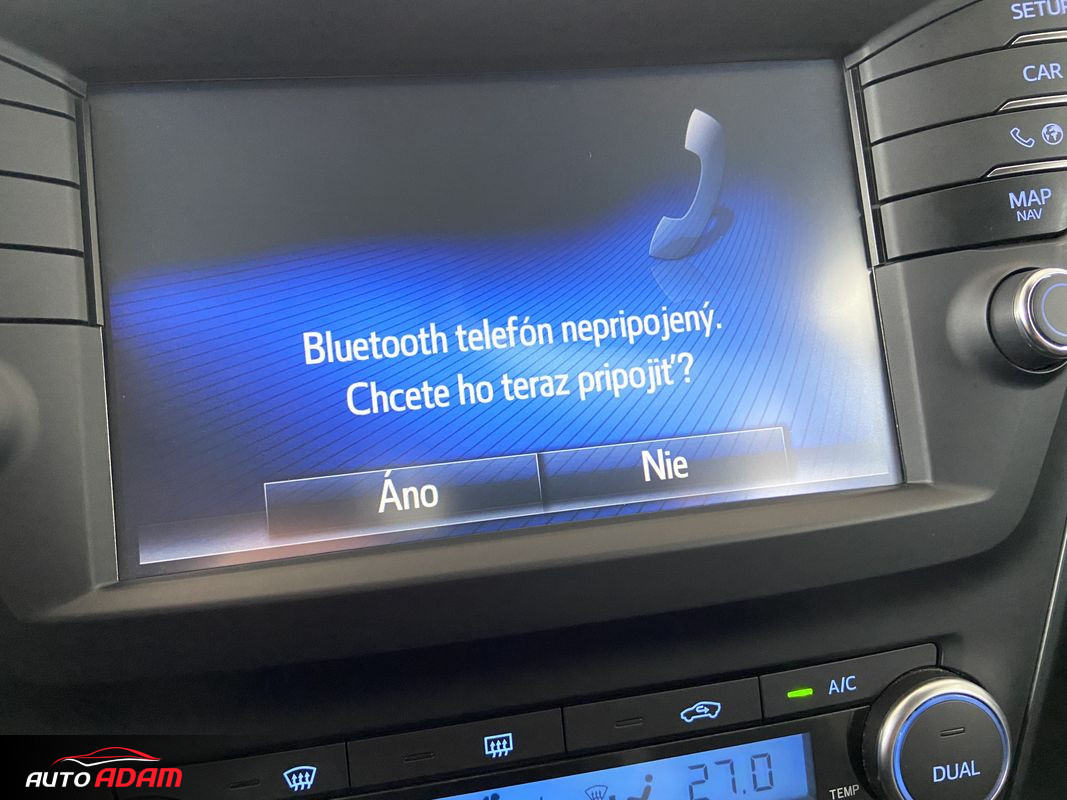 SETUP
CAR
MAP
NAV
Bluetooth telefón nepripojený.
Chcete ho teraz pripojiť?
Áno
Nie
A/C
27.0
TEMP
DUAL
AUTO ADAM